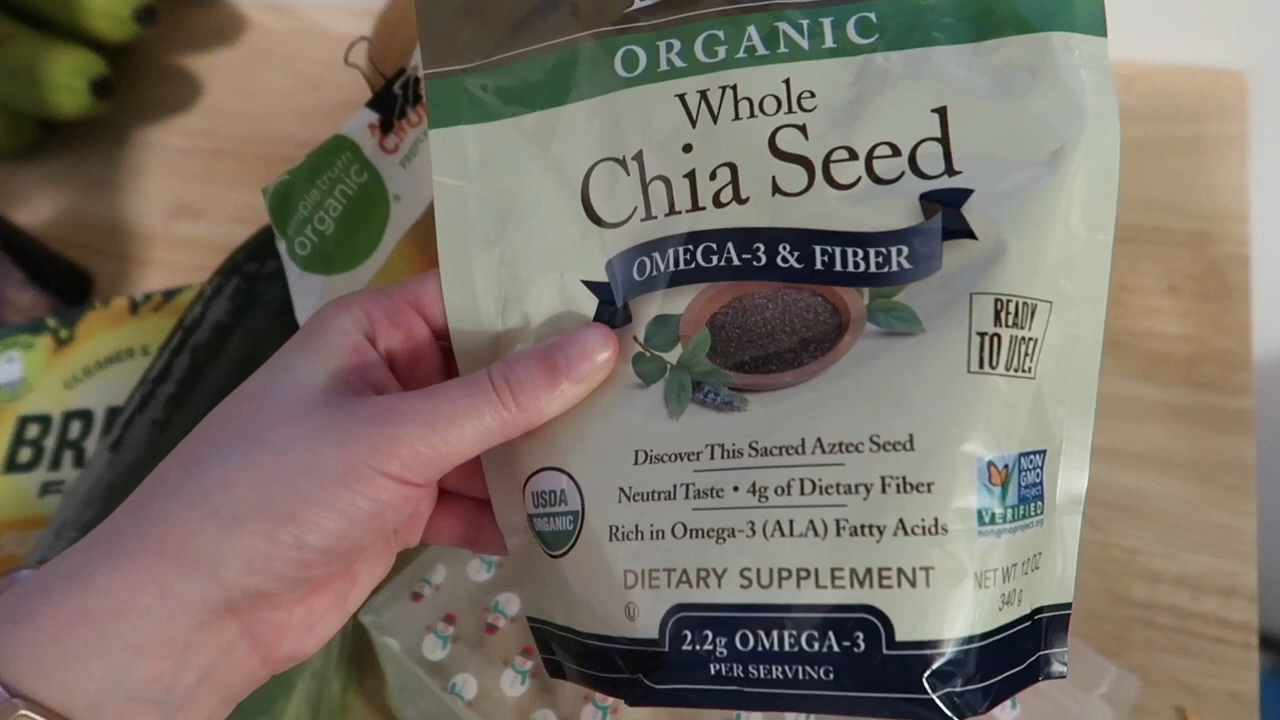 ORGANIC
Whole
Chia Seed
OMEGA-3 & FIBER
READY
TO USE!
Discover This Sacred Aztec Seed
Neutral Taste • 4g of Dietary Fiber
Rich in Omega-3 (ALA) Fatty Acids
USDA
ORGANIC
NON
GMO
Project
VERIFIED
nongmoproject.org
DIETARY SUPPLEMENT
NET WT. 12 OZ
340 g
U
2.2g OMEGA-3
PER SERVING
simple truth
organic